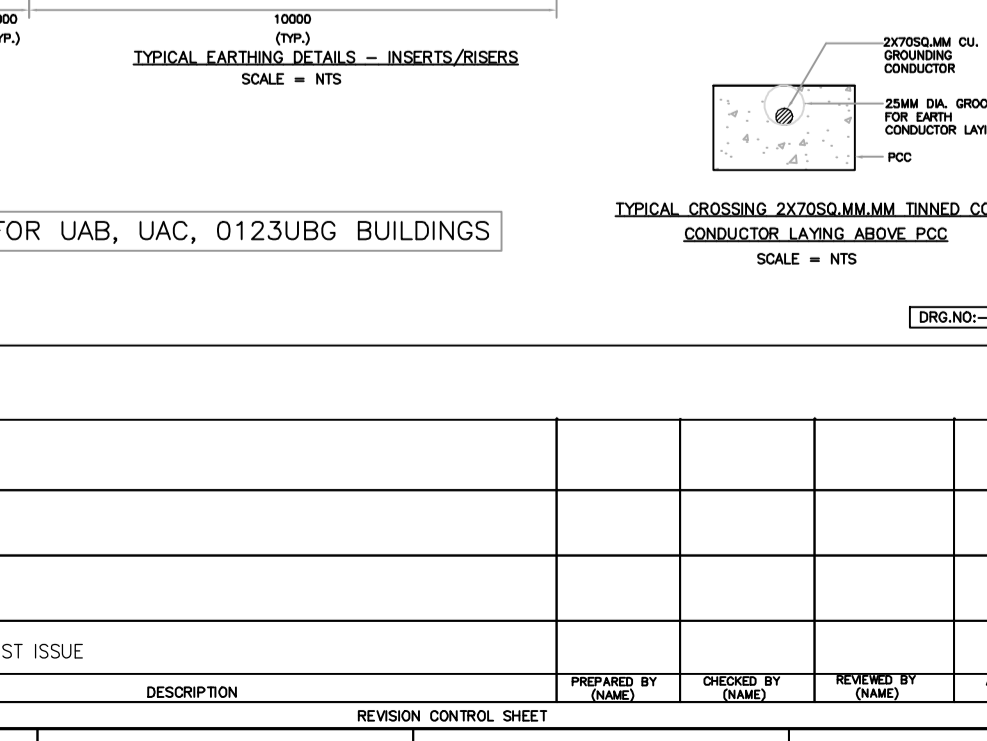 10000
(TYP.)
TYPICAL EARTHING DETAILS – INSERTS/RISERS
SCALE = NTS
2X70SQ.MM CU.
GROUNDING
CONDUCTOR
25MM DIA.
FOR EARTH
CONDUCTOR
PCC
TYPICAL CROSSING 2X70SQ.MM.MM TINNED
CONDUCTOR LAYING ABOVE PCC
SCALE = NTS
FOR UAB, UAC, 0123UBG BUILDINGS
DRG.NO:–
ISSUE
DESCRIPTION
PREPARED BY
(NAME)
CHECKED BY
(NAME)
REVIEWED BY
(NAME)
REVISION CONTROL SHEET